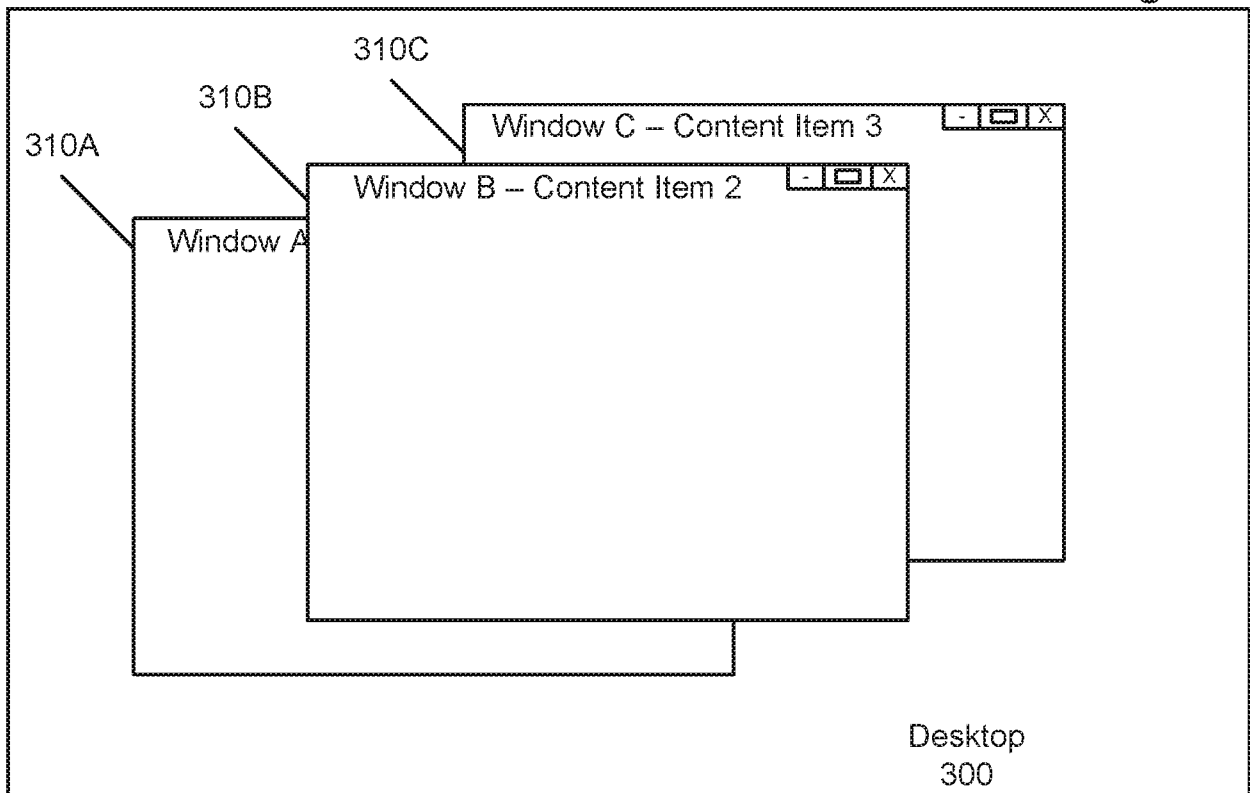 310C
310B
310A
Window C – Content Item 3
- X
Window B – Content Item 2
- X
Window A
Desktop
300